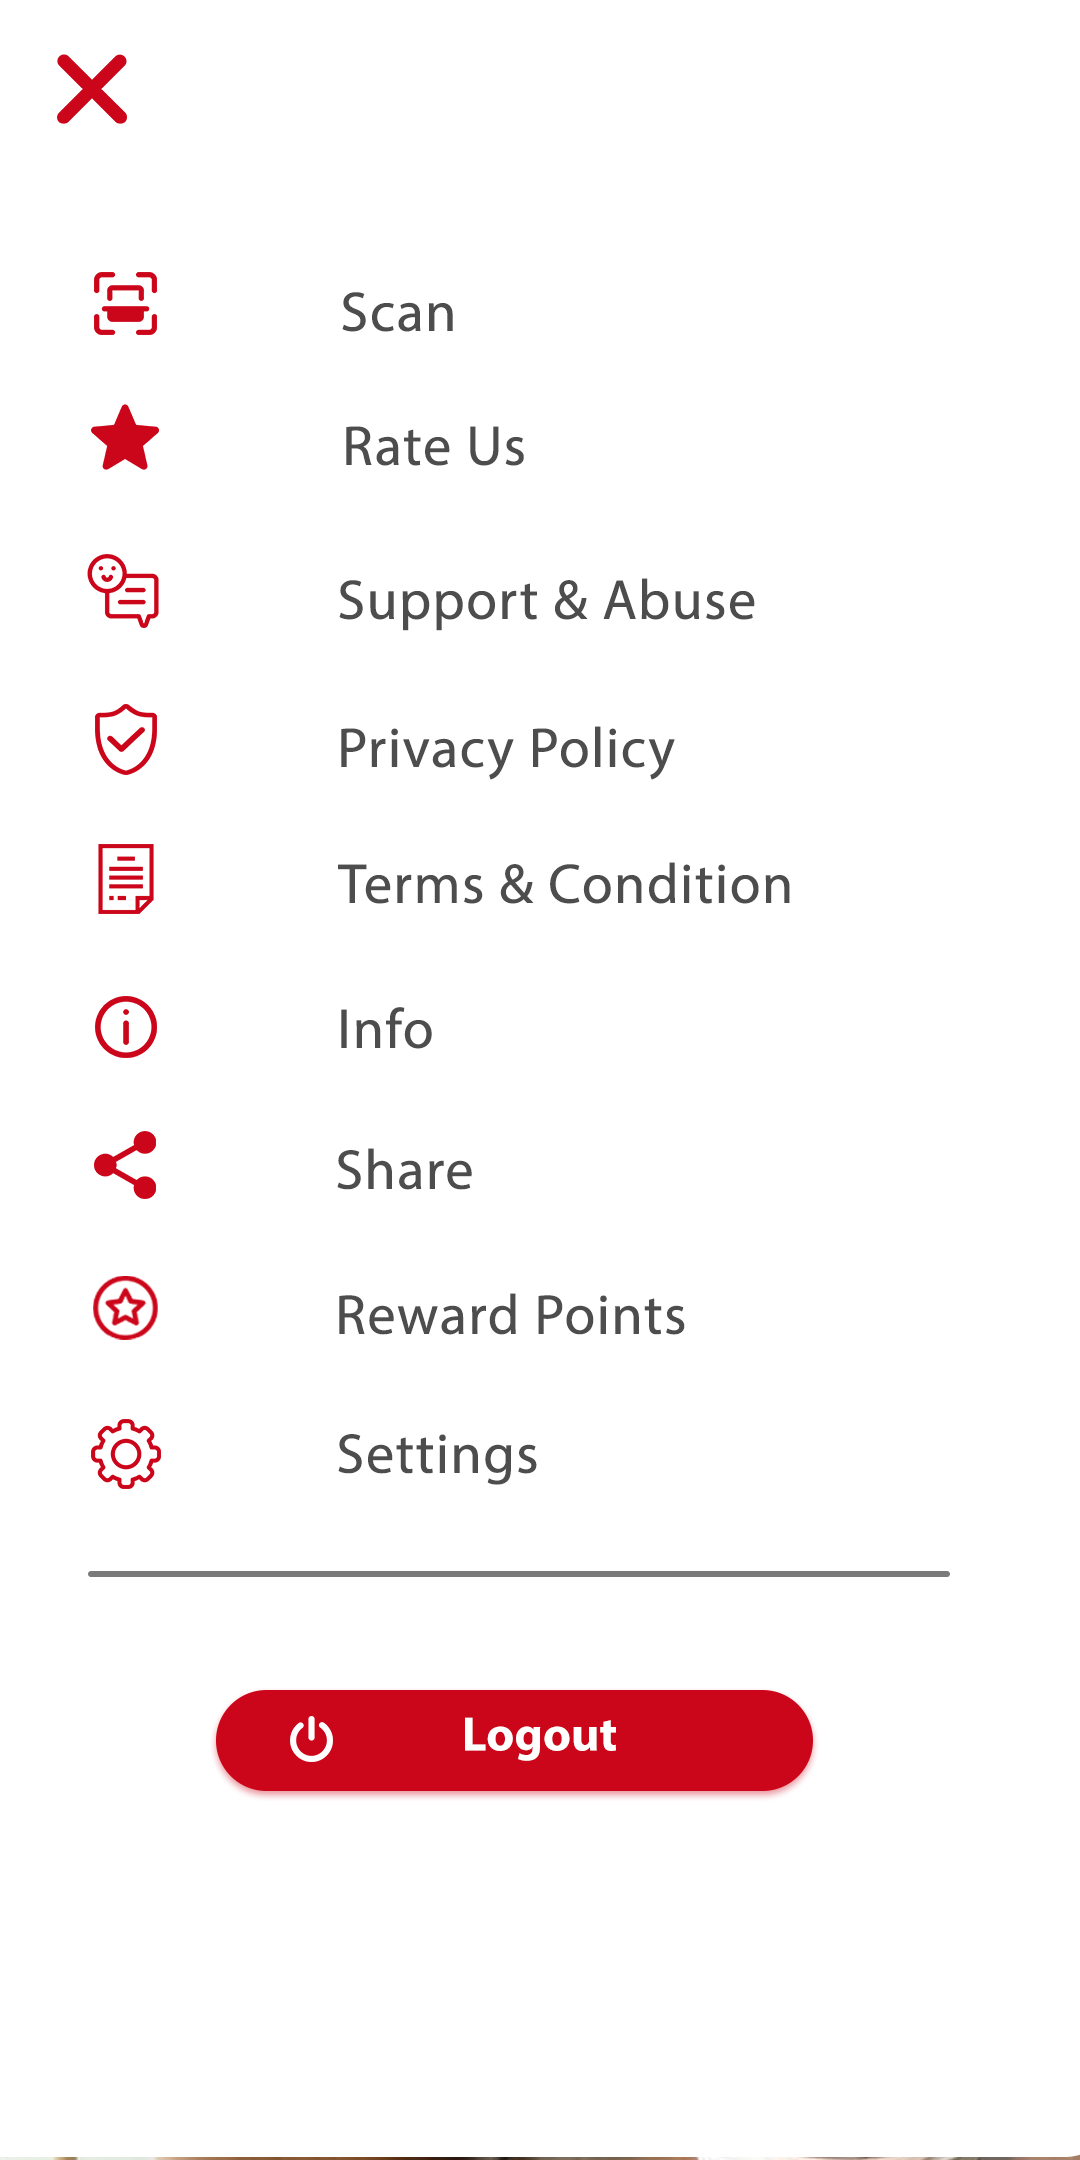 Scan
Rate Us
Support & Abuse
Privacy Policy
Terms & Condition
Info
Share
Reward Points
Settings
Logout